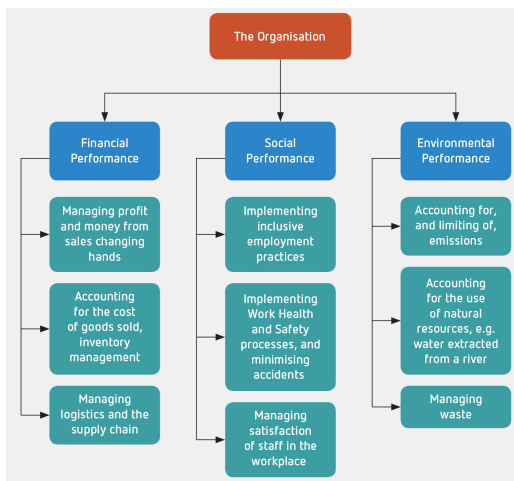 The Organisation
Financial
Performance
Social
Performance
Environmental
Performance
Managing profit
and money from
sales changing
hands
Implementing
inclusive
employment
practices
Accounting for,
and limiting of,
emissions
Accounting
for the cost
of goods sold,
inventory
management
Implementing
Work Health
and Safety
processes, and
minimising
accidents
Accounting
for the use
of natural
resources, e.g.
water extracted
from a river
Managing
logistics and the
supply chain
Managing
satisfaction
of staff in the
workplace
Managing
waste